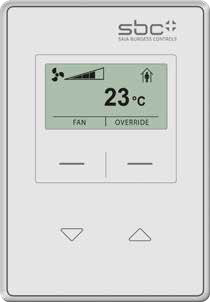 sbc
SAIA BURGESS CONTROLS
23°C
FAN OVERRIDE